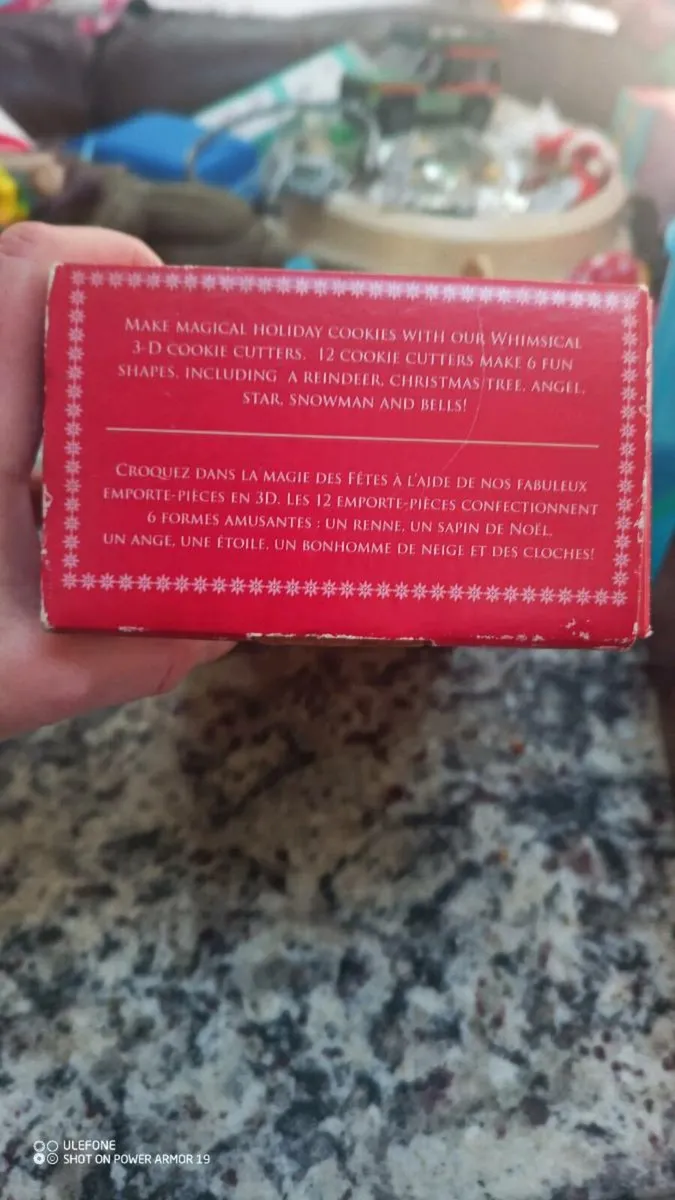 MAKE MAGICAL HOLIDAY COOKIES WITH OUR WHIMSICAL
3-D COOKIE CUTTERS. 12 COOKIE CUTTERS MAKE 6 FUN
SHAPES, INCLUDING A REINDEER, CHRISTMAS TREE, ANGEL,
STAR, SNOWMAN AND BELLS!
CROQUEZ DANS LA MAGIE DES FÊTES À L'AIDE DE NOS FABULEUX
EMPORTE-PIÈCES EN 3D. LES 12 EMPORTE-PIÈCES CONFECTIONNENT
6 FORMES AMUSANTES : UN RENNE, UN SAPIN DE NOËL,
UN ANGE, UNE ÉTOILE, UN BONHOMME DE NEIGE ET DES CLOCHES!
ULEFONE
SHOT ON POWER ARMOR 19